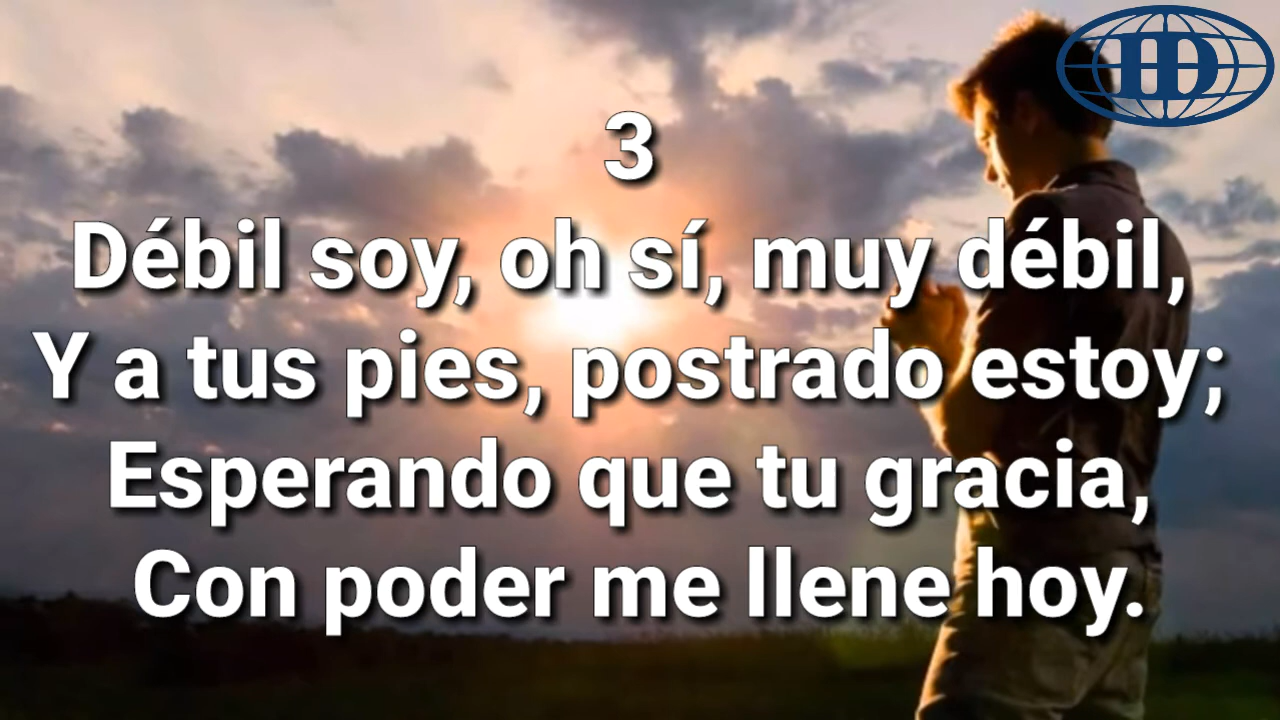 ID
3
Débil soy, oh sí, muy débil,
Y a tus pies, postrado estoy;
Esperando que tu gracia,
Con poder me llene hoy.